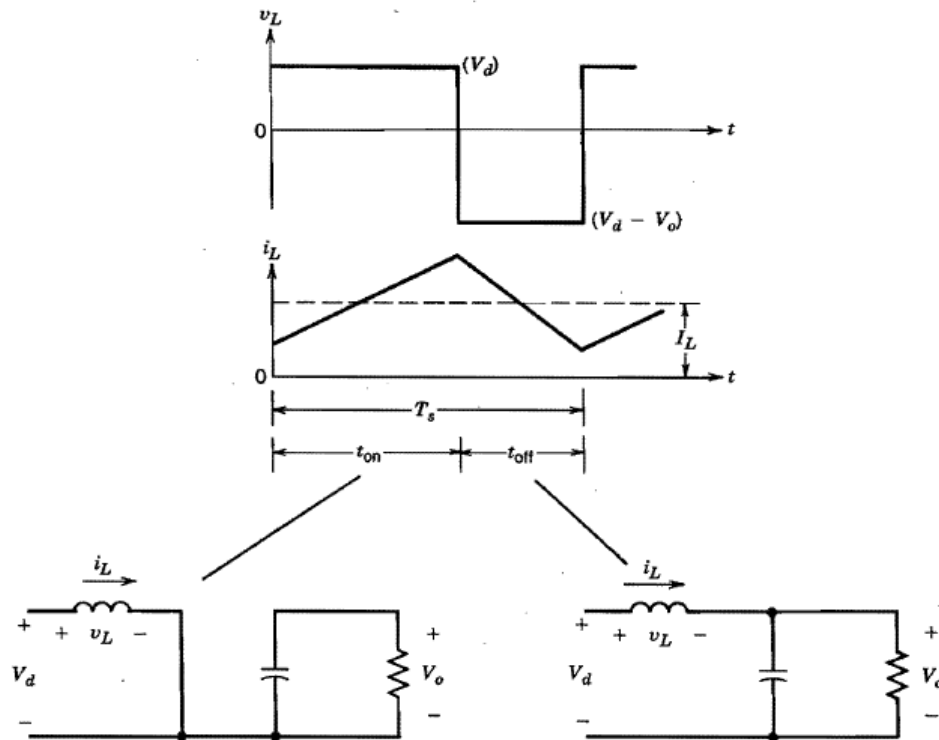 v_L
(V_d)
0
t
(V_d − V_o)
i_L
I_L
0
t
T_s
t_on
t_off
i_L
+ + v_L − +
V_d V_o
− −
i_L
+ + v_L − +
V_d V_o
− −